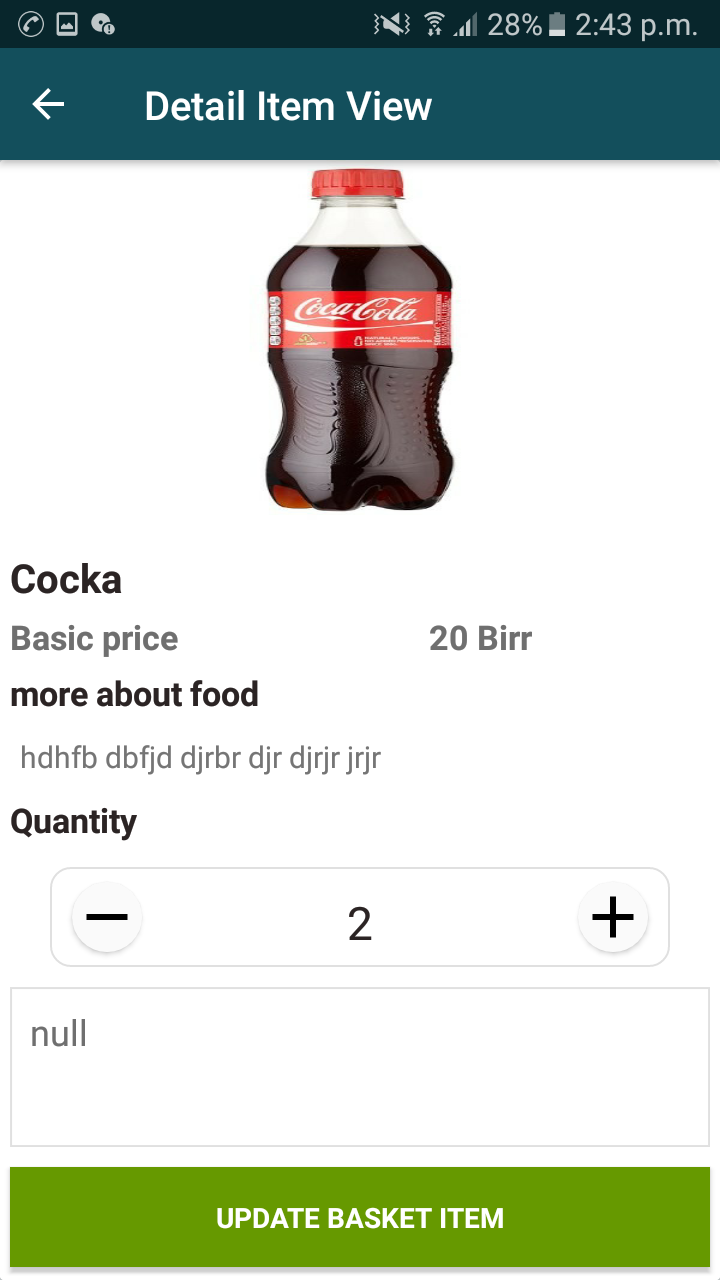 28% 2:43 p.m.
Detail Item View
Coca-Cola
Cocka
Basic price 20 Birr
more about food
hdhfb dbfjd djrbr djr djrjr jrjr
Quantity
2
null
UPDATE BASKET ITEM